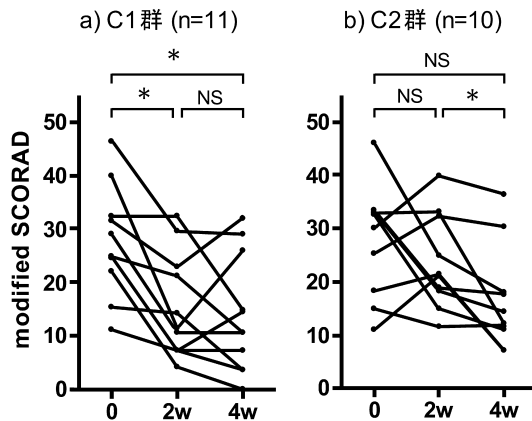 a) C1群 (n=11)
*
* NS
modified SCORAD
50
40
30
20
10
0
0 2w 4w
b) C2群 (n=10)
NS
NS *
50
40
30
20
10
0
0 2w 4w